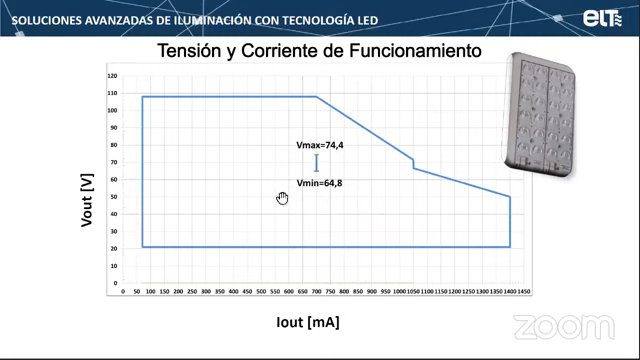 SOLUCIONES AVANZADAS DE ILUMINACIÓN CON TECNOLOGÍA LED
ELT
Tensión y Corriente de Funcionamiento
120
110
100
90
80
70
60
50
40
30
20
10
0
Vmax=74,4
Vmin=64,8
Vout [V]
0 50 100 150 200 250 300 350 400 450 500 550 600 650 700 750 800 850 900 950 1000 1050 1100 1150 1200 1250 1300 1350 1400 1450
Iout [mA]
zoom